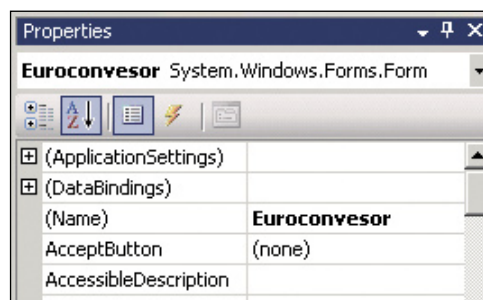 Properties
Euroconvesor System.Windows.Forms.Form
A Z
(ApplicationSettings)
(DataBindings)
(Name) Euroconvesor
AcceptButton (none)
AccessibleDescription